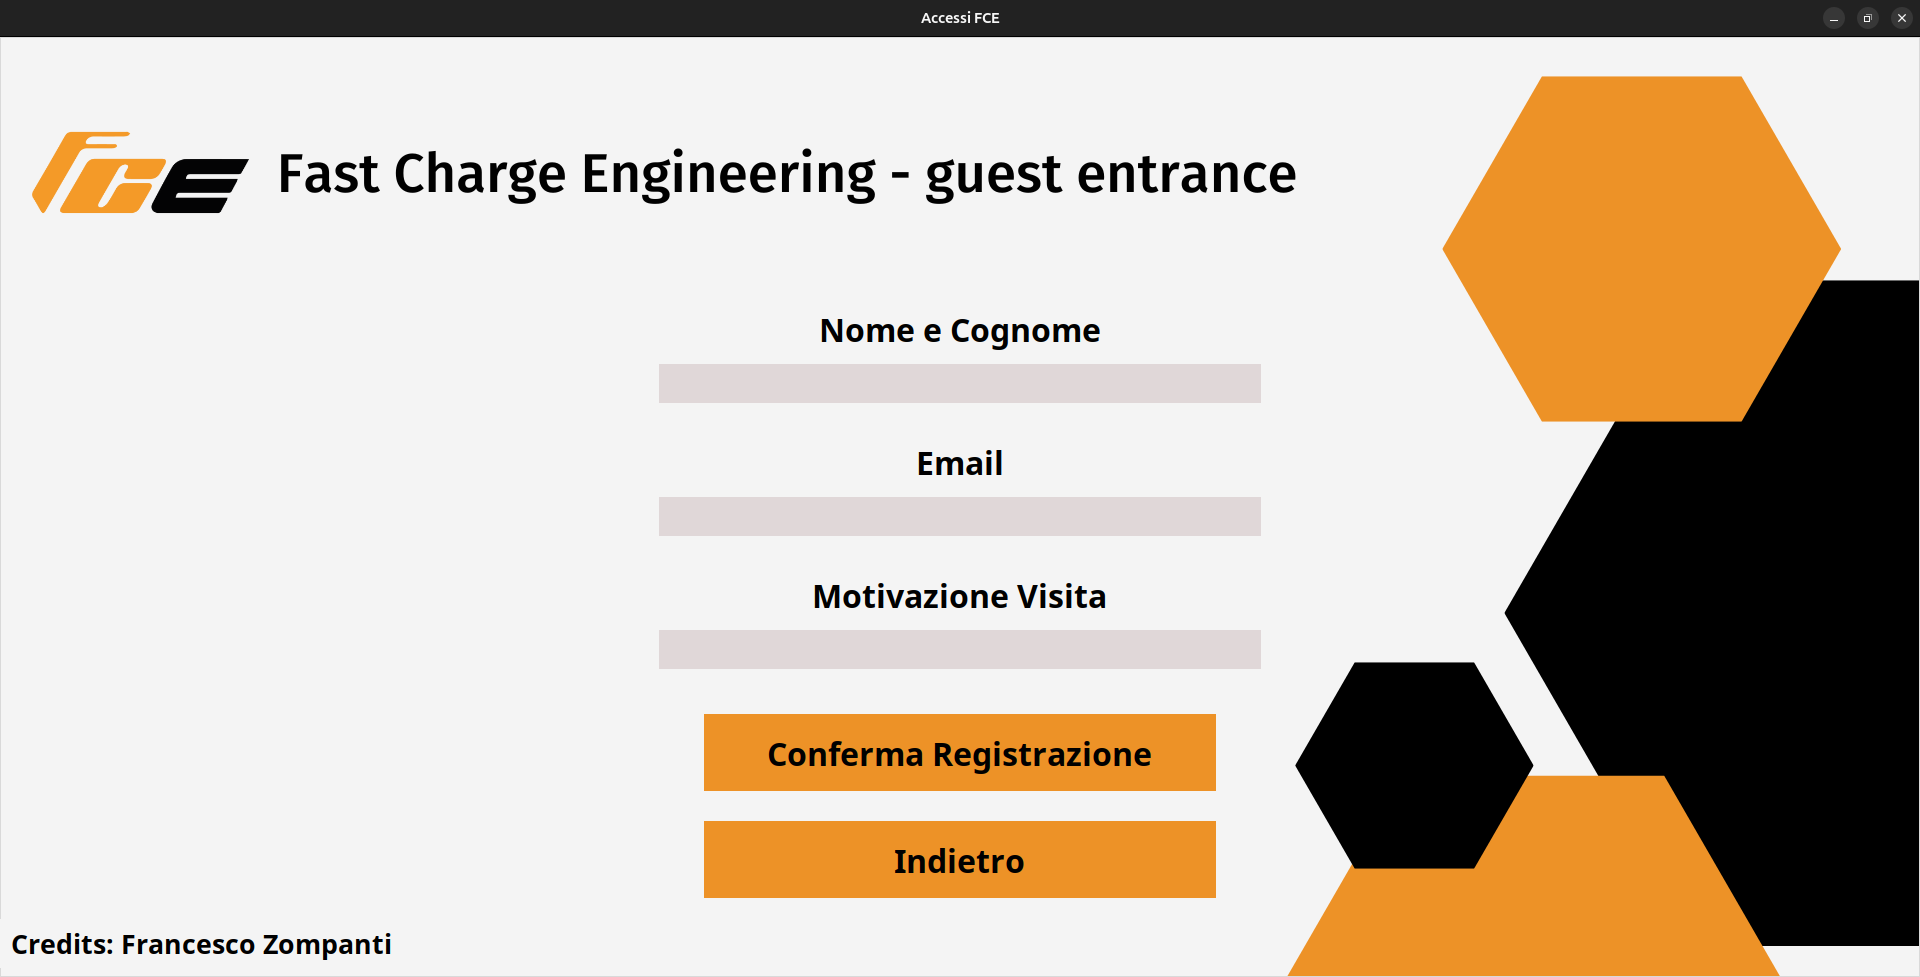 Accessi FCE
FCE
Fast Charge Engineering - guest entrance
Nome e Cognome
Email
Motivazione Visita
Conferma Registrazione
Indietro
Credits: Francesco Zompanti